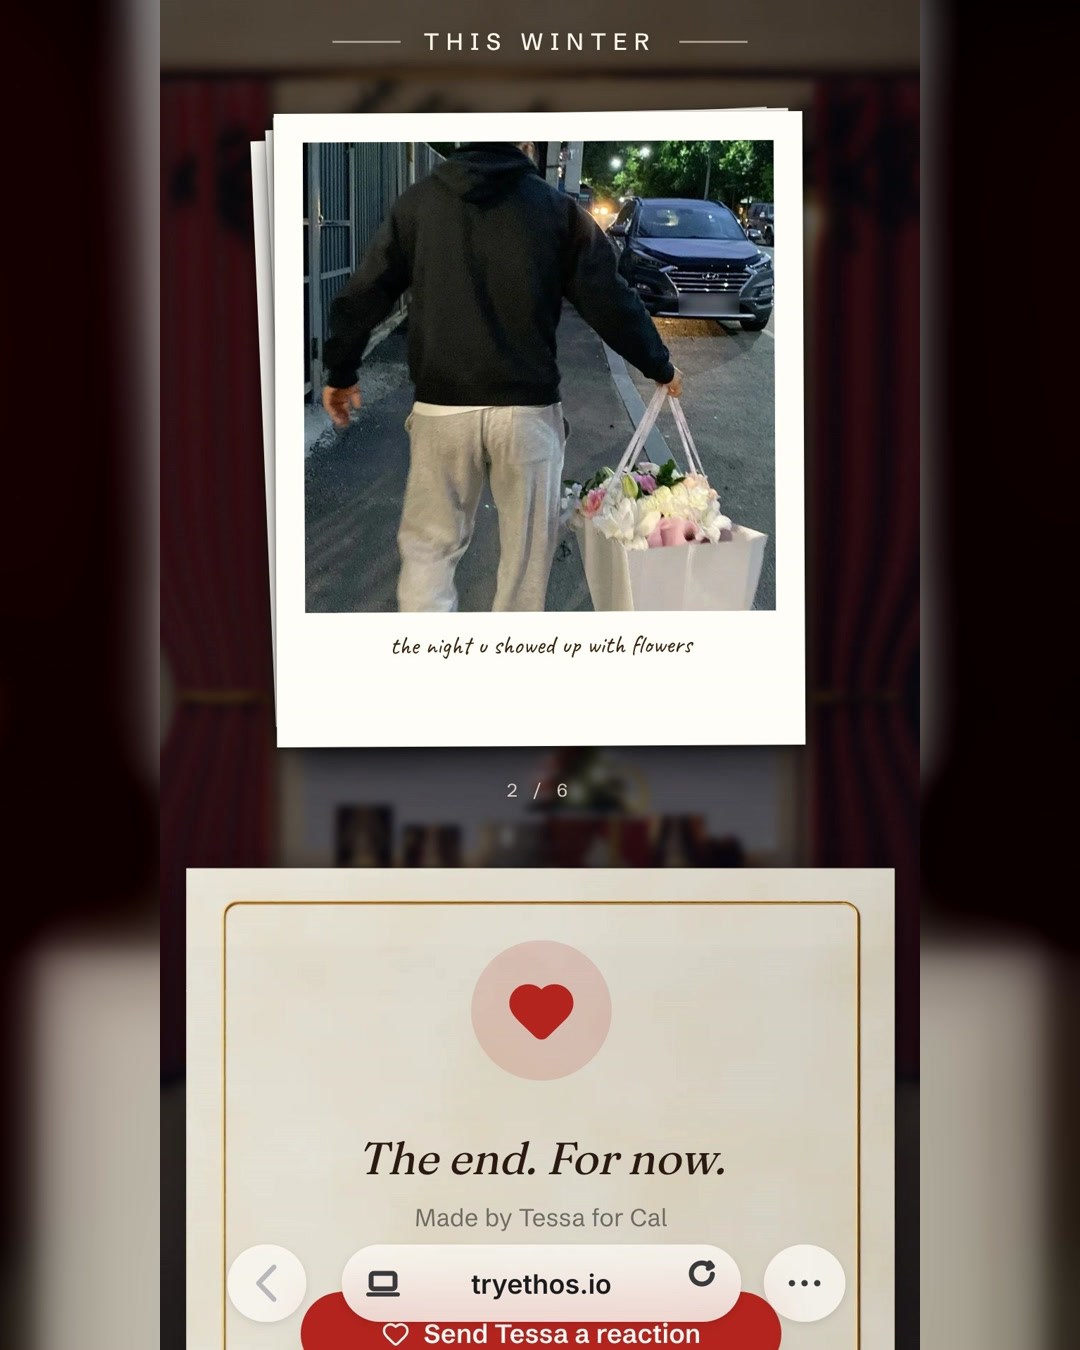 THIS WINTER
the night u showed up with flowers
2 / 6
The end. For now.
Made by Tessa for Cal
tryethos.io
Send Tessa a reaction